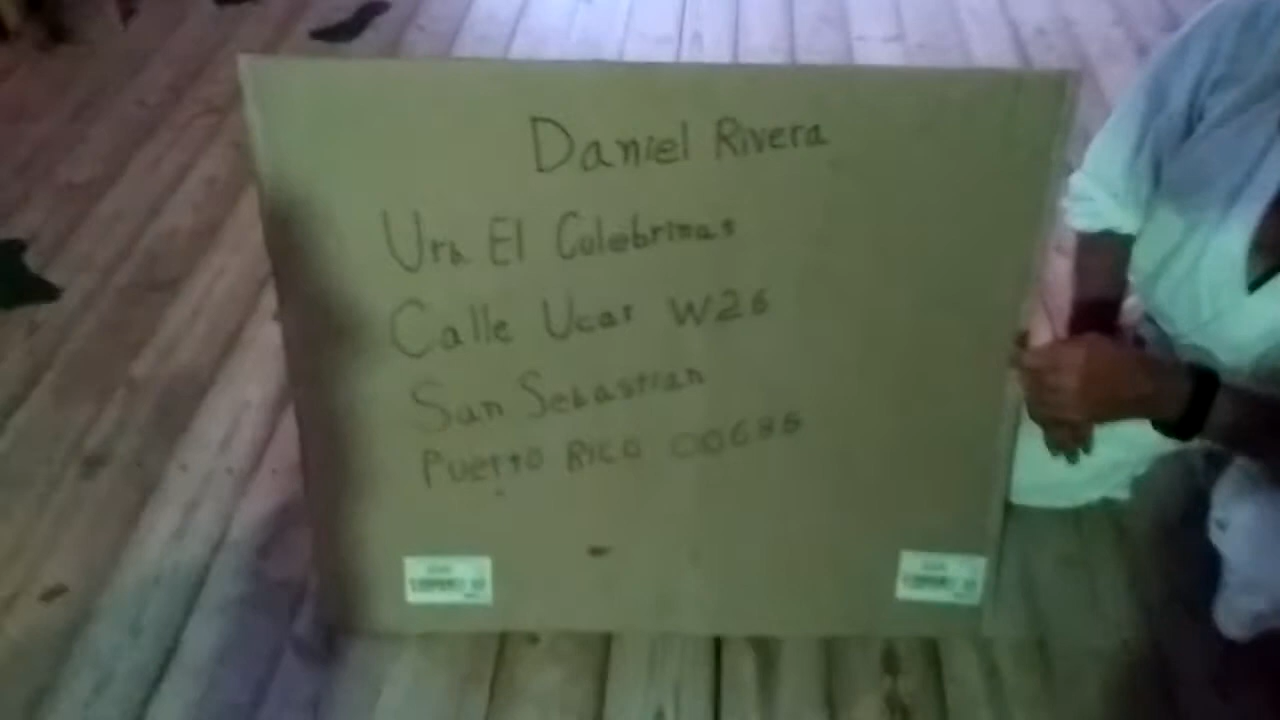 Daniel Rivera
Urb El Culebrinas
Calle Ucar W26
San Sebastian
Puerto Rico 00685